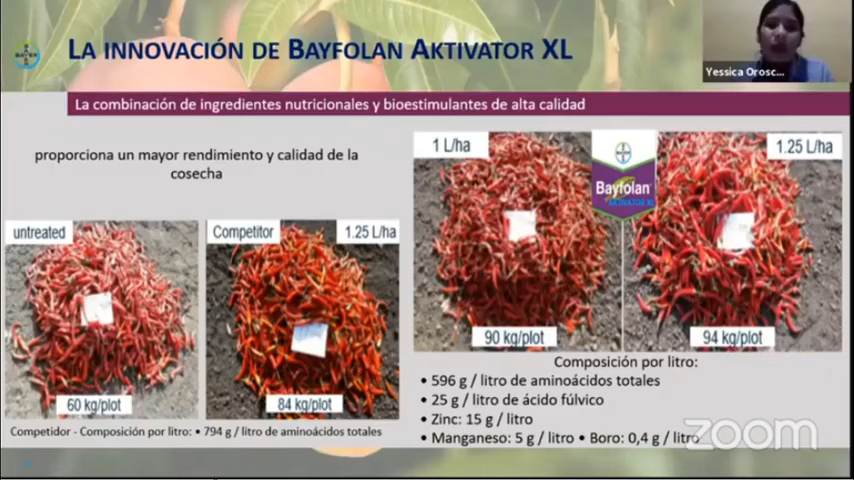 LA INNOVACIÓN DE BAYFOLAN AKTIVATOR XL
BAYER
Yessica Orosc...
La combinación de ingredientes nutricionales y bioestimulantes de alta calidad
proporciona un mayor rendimiento y calidad de la
cosecha
untreated
60 kg/plot
Competitor
1.25 L/ha
84 kg/plot
Competidor - Composición por litro: • 794 g / litro de aminoácidos totales
1 L/ha
90 kg/plot
Bayfolan
AKTIVATOR XL
1.25 L/ha
94 kg/plot
Composición por litro:
• 596 g / litro de aminoácidos totales
• 25 g / litro de ácido fúlvico
• Zinc: 15 g / litro
• Manganeso: 5 g / litro • Boro: 0,4 g / litro
zoom